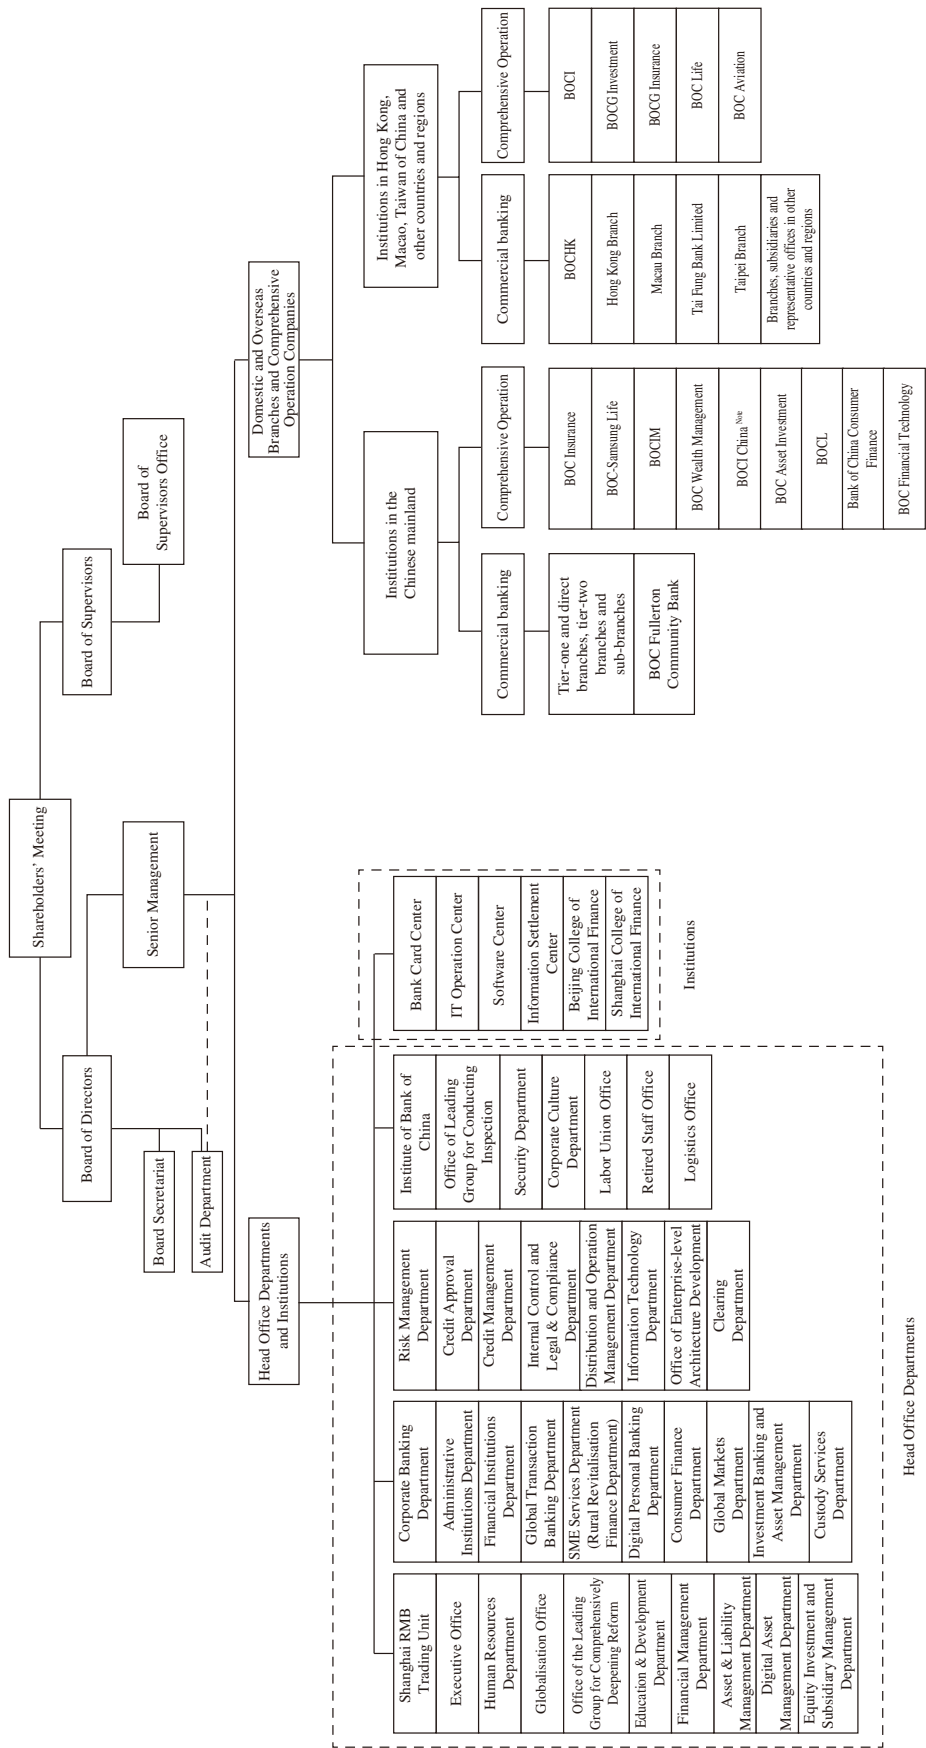 Shareholders' Meeting
Board of Directors
Board of Supervisors
Board Secretariat
Audit Department
Senior Management
Board of
Supervisors Office
Head Office Departments
and Institutions
Domestic and Overseas
Branches and Comprehensive
Operation Companies
Shanghai RMB
Trading Unit
Executive Office
Human Resources
Department
Globalisation Office
Office of the Leading
Group for Comprehensively
Deepening Reform
Education & Development
Department
Financial Management
Department
Asset & Liability
Management Department
Digital Asset
Management Department
Equity Investment and
Subsidiary Management
Department
Corporate Banking
Department
Administrative
Institutions Department
Financial Institutions
Department
Global Transaction
Banking Department
SME Services Department
(Rural Revitalisation
Finance Department)
Digital Personal Banking
Department
Consumer Finance
Department
Global Markets
Department
Investment Banking and
Asset Management
Department
Custody Services
Department
Risk Management
Department
Credit Approval
Department
Credit Management
Department
Internal Control and
Legal & Compliance
Department
Distribution and Operation
Management Department
Information Technology
Department
Office of Enterprise-level
Architecture Development
Clearing
Department
Institute of Bank of
China
Office of Leading
Group for Conducting
Inspection
Security Department
Corporate Culture
Department
Labor Union Office
Retired Staff Office
Logistics Office
Head Office Departments
Bank Card Center
IT Operation Center
Software Center
Information Settlement
Center
Beijing College of
International Finance
Shanghai College of
International Finance
Institutions
Institutions in the
Chinese mainland
Commercial banking
Tier-one and direct
branches, tier-two
branches and
sub-branches
BOC Fullerton
Community Bank
Comprehensive Operation
BOC Insurance
BOC-Samsung Life
BOCIM
BOC Wealth Management
BOCI China Note
BOC Asset Investment
BOCL
Bank of China Consumer
Finance
BOC Financial Technology
Institutions in Hong Kong,
Macao, Taiwan of China and
other countries and regions
Commercial banking
BOCHK
Hong Kong Branch
Macau Branch
Tai Fung Bank Limited
Taipei Branch
Branches, subsidiaries and
representative offices in other
countries and regions
Comprehensive Operation
BOCI
BOCG Investment
BOCG Insurance
BOC Life
BOC Aviation